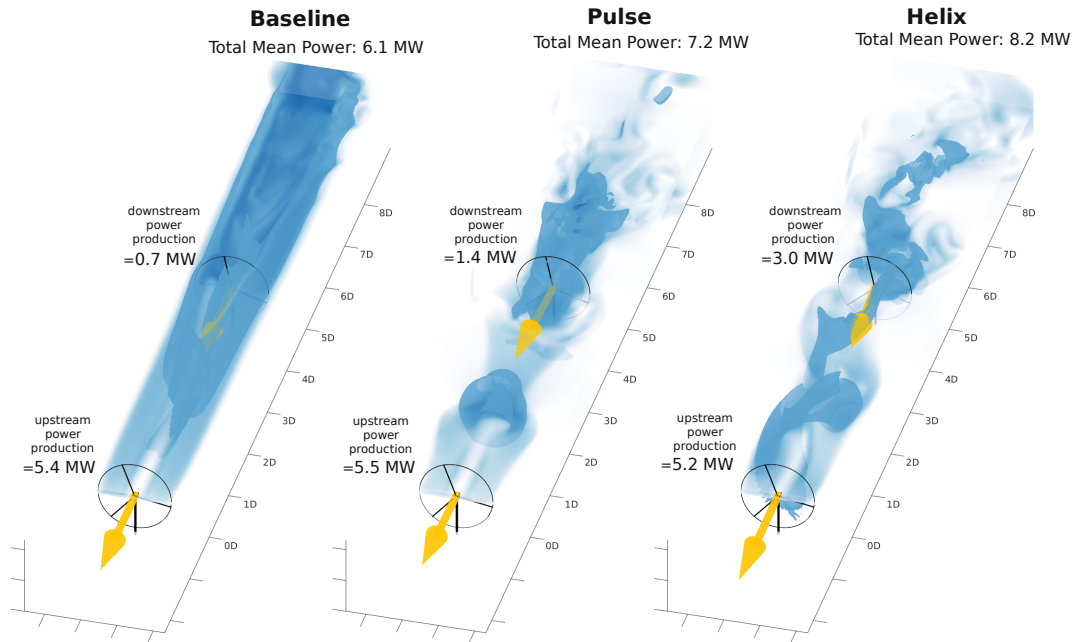 Baseline
Total Mean Power: 6.1 MW
downstream
power
production
=0.7 MW
upstream
power
production
=5.4 MW
8D
7D
6D
5D
4D
3D
2D
1D
0D
Pulse
Total Mean Power: 7.2 MW
downstream
power
production
=1.4 MW
upstream
power
production
=5.5 MW
8D
7D
6D
5D
4D
3D
2D
1D
0D
Helix
Total Mean Power: 8.2 MW
downstream
power
production
=3.0 MW
upstream
power
production
=5.2 MW
8D
7D
6D
5D
4D
3D
2D
1D
0D